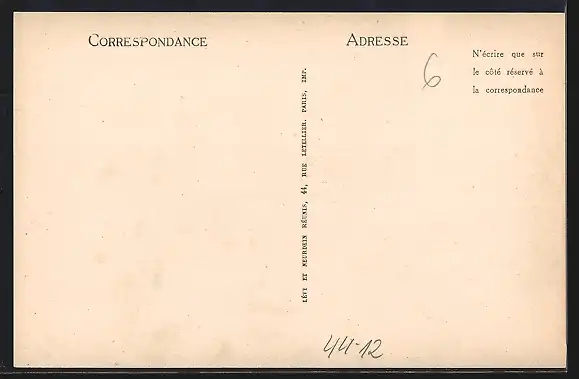 CORRESPONDANCE
ADRESSE
6
N'écrire que sur
le côté réservé à
la correspondance
LÉVY ET NEURDEIN RÉUNIS, 44, RUE LETELLIER. PARIS, IMP.
44-12